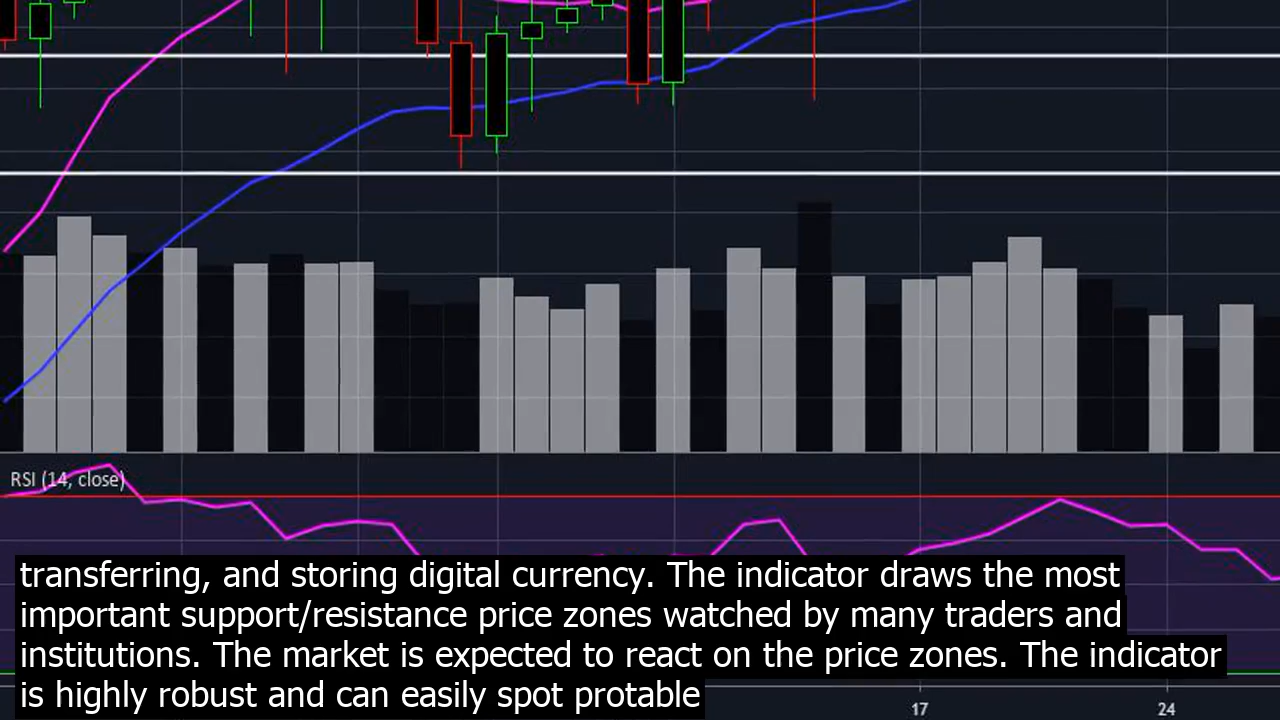 RSI (14, close)
transferring, and storing digital currency. The indicator draws the most
important support/resistance price zones watched by many traders and
institutions. The market is expected to react on the price zones. The indicator
is highly robust and can easily spot protable
17
24